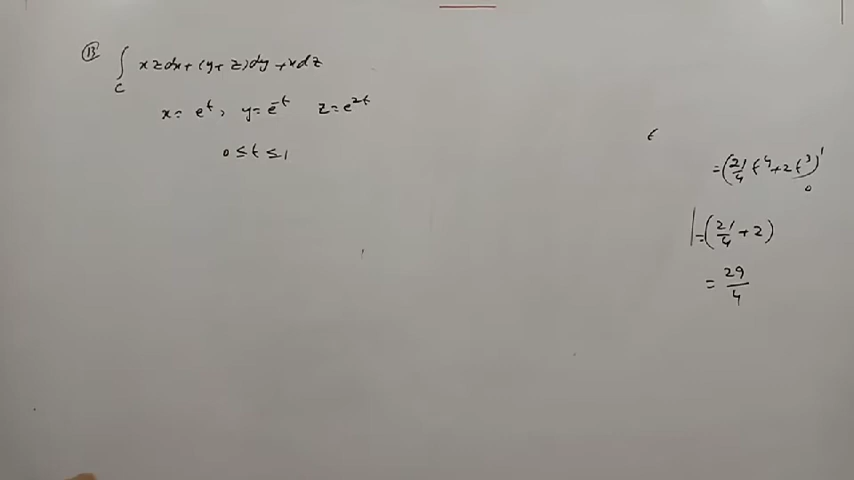 ⑬ ∫_C xz dx + (y+z) dy + x dz
x = e^t, y = e^-t z = e^2t
0 ≤ t ≤ 1
t
= (21/4 t^4 + 2t^3)^1_0
= (21/4 + 2)
= 29/4